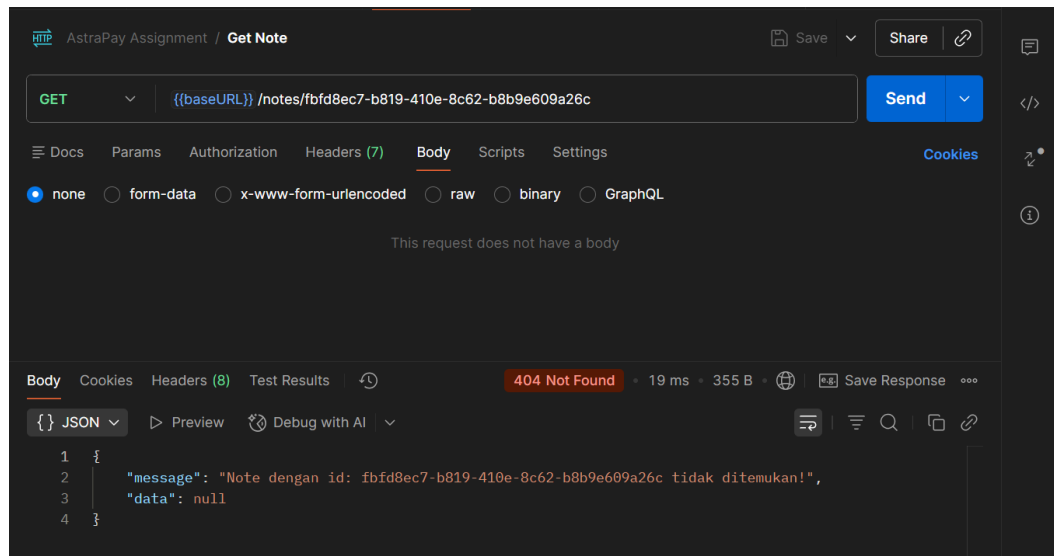 HTTP AstraPay Assignment / Get Note Save Share
GET {{baseURL}} /notes/fbfd8ec7-b819-410e-8c62-b8b9e609a26c Send
Docs Params Authorization Headers (7) Body Scripts Settings Cookies
none form-data x-www-form-urlencoded raw binary GraphQL
This request does not have a body
Body Cookies Headers (8) Test Results 404 Not Found • 19 ms • 355 B • e.g. Save Response
{} JSON Preview Debug with AI
1 {
2 "message": "Note dengan id: fbfd8ec7-b819-410e-8c62-b8b9e609a26c tidak ditemukan!",
3 "data": null
4 }